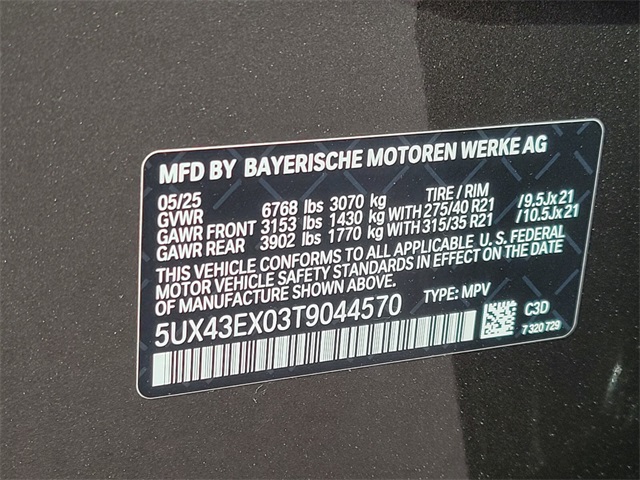 MFD BY BAYERISCHE MOTOREN WERKE AG
05/25 TIRE / RIM
GVWR 6768 lbs 3070 kg
GAWR FRONT 3153 lbs 1430 kg WITH 275/40 R21 /9.5Jx21
GAWR REAR 3902 lbs 1770 kg WITH 315/35 R21 /10.5Jx21
THIS VEHICLE CONFORMS TO ALL APPLICABLE U. S. FEDERAL
MOTOR VEHICLE SAFETY STANDARDS IN EFFECT ON THE DATE
OF MANUFACTURE SHOWN ABOVE.
5UX43EX03T9044570 TYPE: MPV
C3D
7 320 729